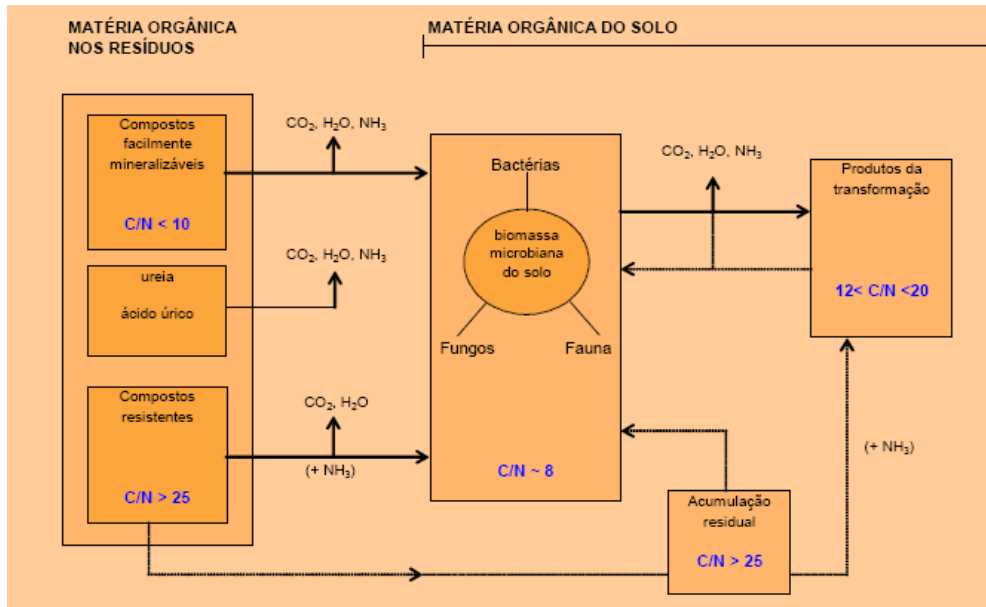 MATÉRIA ORGÂNICA
NOS RESÍDUOS
MATÉRIA ORGÂNICA DO SOLO
Compostos
facilmente
mineralizáveis
C/N < 10
CO₂, H₂O, NH₃
ureia
ácido úrico
CO₂, H₂O, NH₃
Compostos
resistentes
C/N > 25
CO₂, H₂O
(+ NH₃)
Bactérias
biomassa
microbiana
do solo
Fungos
Fauna
C/N ~ 8
CO₂, H₂O, NH₃
Produtos da
transformação
12< C/N <20
(+ NH₃)
Acumulação
residual
C/N > 25